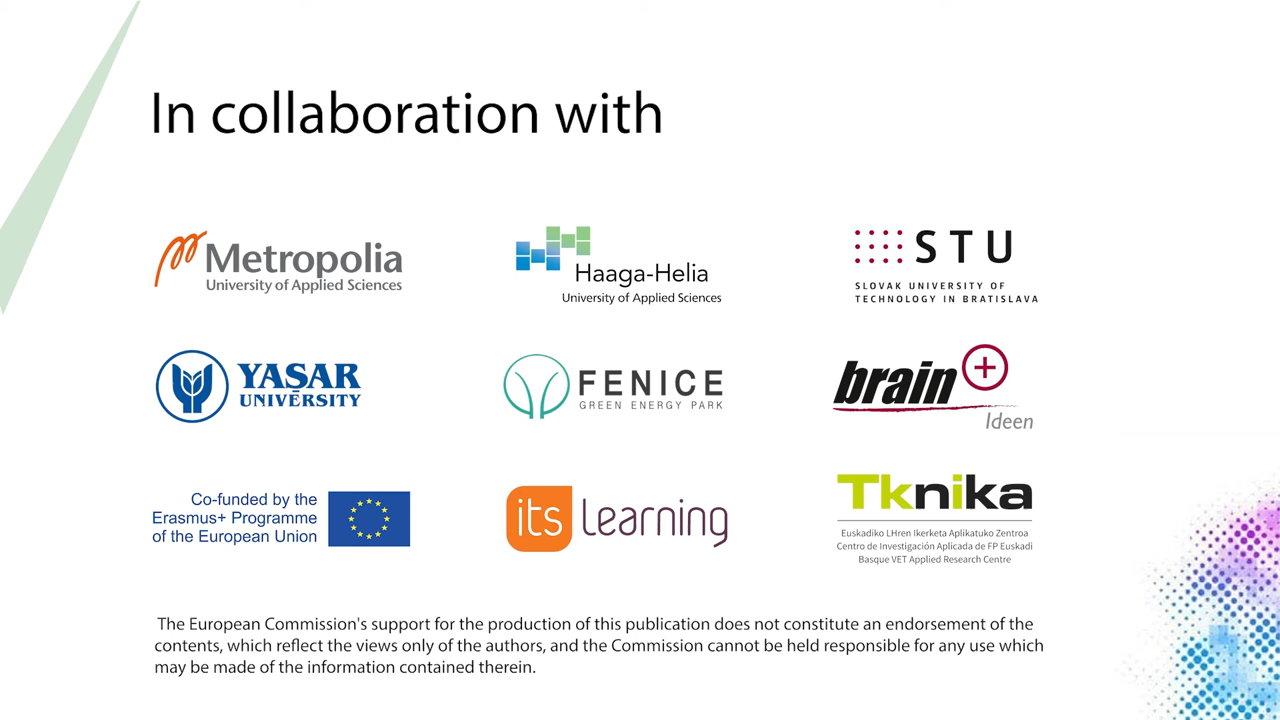 In collaboration with
Metropolia
University of Applied Sciences
Haaga-Helia
University of Applied Sciences
STU
SLOVAK UNIVERSITY OF
TECHNOLOGY IN BRATISLAVA
YASAR
UNIVERSITY
FENICE
GREEN ENERGY PARK
brain+
Ideen
Co-funded by the
Erasmus+ Programme
of the European Union
its learning
Tknika
Euskadiko LHren Ikerketa Aplikatuko Zentroa
Centro de Investigación Aplicada de FP Euskadi
Basque VET Applied Research Centre
The European Commission's support for the production of this publication does not constitute an endorsement of the
contents, which reflect the views only of the authors, and the Commission cannot be held responsible for any use which
may be made of the information contained therein.